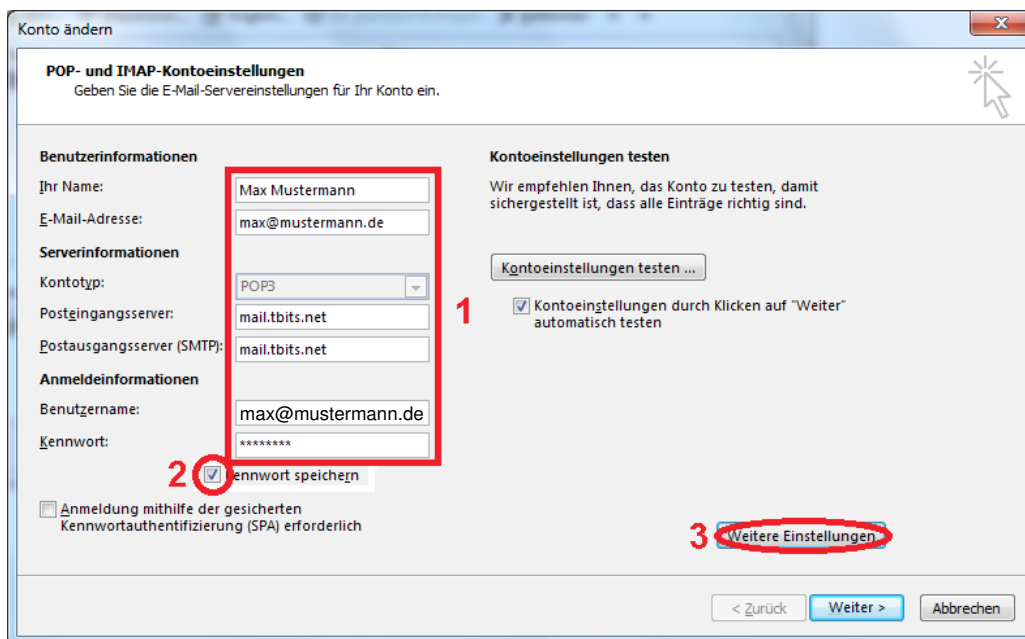 Konto ändern
POP- und IMAP-Kontoeinstellungen
Geben Sie die E-Mail-Servereinstellungen für Ihr Konto ein.
Benutzerinformationen
Ihr Name:
Max Mustermann
E-Mail-Adresse:
max@mustermann.de
Serverinformationen
Kontotyp:
POP3
Posteingangsserver:
mail.tbits.net
Postausgangsserver (SMTP):
mail.tbits.net
Anmeldeinformationen
Benutzername:
max@mustermann.de
Kennwort:
********
1
2
Kennwort speichern
Anmeldung mithilfe der gesicherten
Kennwortauthentifizierung (SPA) erforderlich
Kontoeinstellungen testen
Wir empfehlen Ihnen, das Konto zu testen, damit
sichergestellt ist, dass alle Einträge richtig sind.
Kontoeinstellungen testen ...
Kontoeinstellungen durch Klicken auf "Weiter"
automatisch testen
3
Weitere Einstellungen
< Zurück
Weiter >
Abbrechen